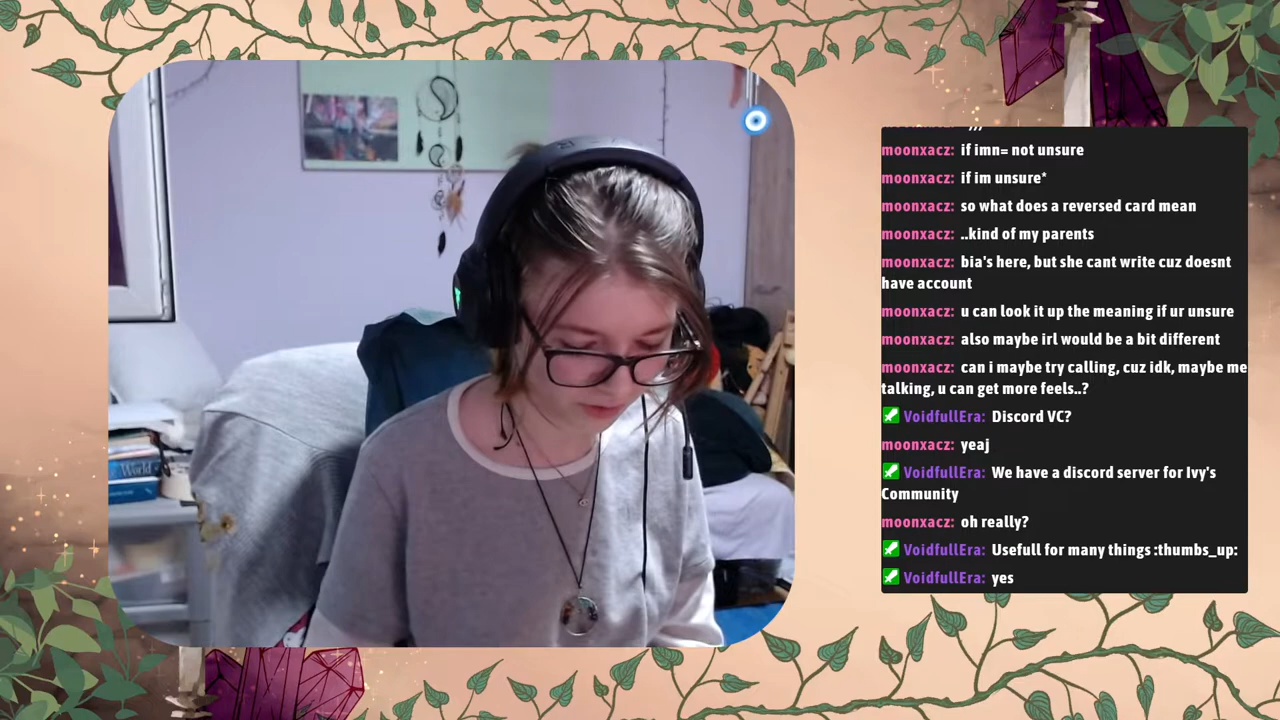 World
moonxacz: if imn= not unsure
moonxacz: if im unsure*
moonxacz: so what does a reversed card mean
moonxacz: ..kind of my parents
moonxacz: bia's here, but she cant write cuz doesnt
have account
moonxacz: u can look it up the meaning if ur unsure
moonxacz: also maybe irl would be a bit different
moonxacz: can i maybe try calling, cuz idk, maybe me
talking, u can get more feels..?
VoidfullEra: Discord VC?
moonxacz: yeaj
VoidfullEra: We have a discord server for Ivy's
Community
moonxacz: oh really?
VoidfullEra: Usefull for many things :thumbs_up:
VoidfullEra: yes